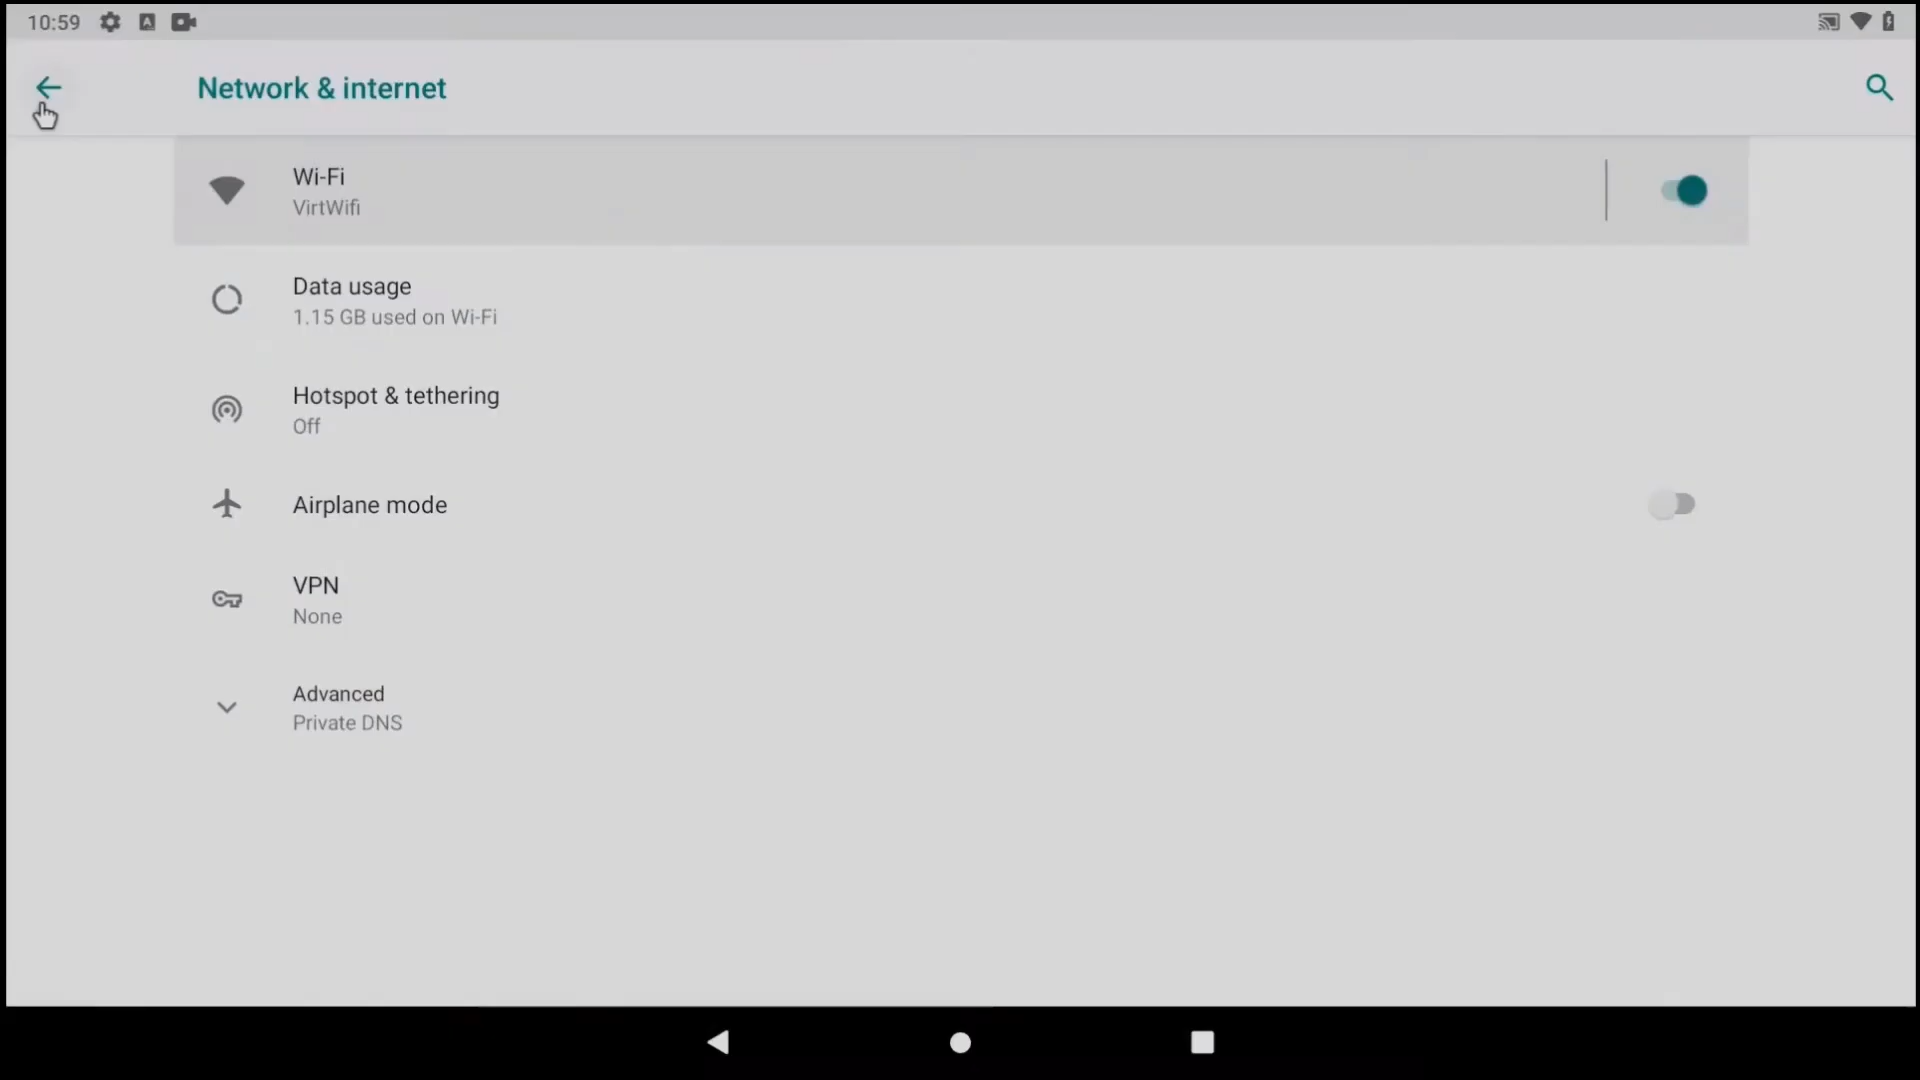 10:59
Network & internet
Wi-Fi
VirtWifi
Data usage
1.15 GB used on Wi-Fi
Hotspot & tethering
Off
Airplane mode
VPN
None
Advanced
Private DNS